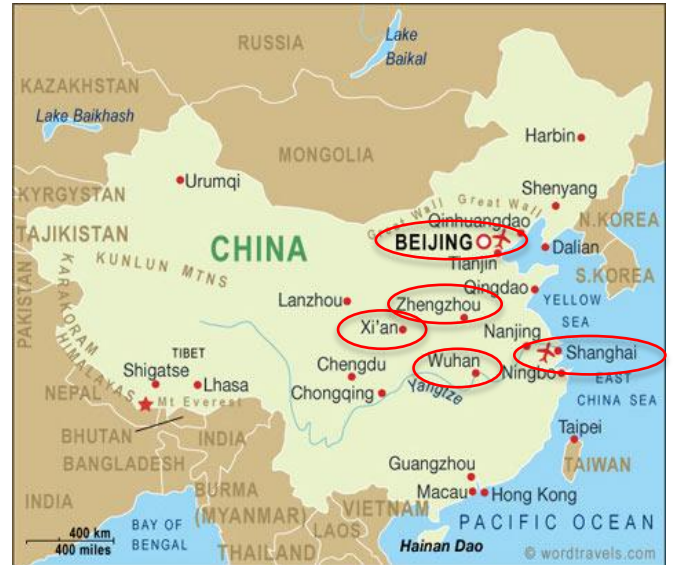 RUSSIA
Lake
Baikal
KAZAKHSTAN
Lake Baikhash
Harbin
MONGOLIA
Urumqi
Shenyang
KYRGYSTAN
Great Wall Great Wall
Qinhuangdao
N.KOREA
TAJIKISTAN
BEIJING
CHINA
Dalian
KUNLUN MTNS
Tianjin
S.KOREA
PAKISTAN
KARAKORAM
Qingdao
Lanzhou
Zhengzhou
YELLOW
SEA
Xi'an
Nanjing
HIMALAYAS
TIBET
Shanghai
Shigatse
Chengdu
Wuhan
Lhasa
Ningbo
EAST
CHINA SEA
NEPAL
Mt Everest
Chongqing
Yangtze
BHUTAN
INDIA
Taipei
BANGLADESH
Guangzhou
TAIWAN
INDIA
BURMA
(MYANMAR)
Macau
Hong Kong
VIETNAM
PACIFIC OCEAN
400 km
400 miles
BAY OF
BENGAL
LAOS
THAILAND
Hainan Dao
© wordtravels.com